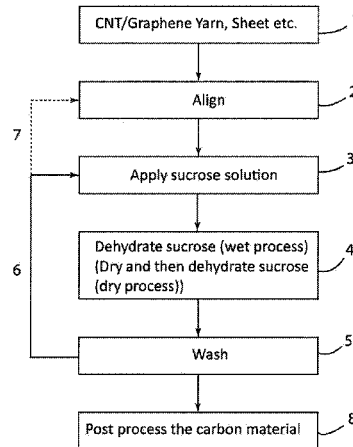 CNT/Graphene Yarn, Sheet etc.
2
Align
7
3
Apply sucrose solution
Dehydrate sucrose (wet process)
(Dry and then dehydrate sucrose
(dry process))
4
6
5
Wash
Post process the carbon material
8